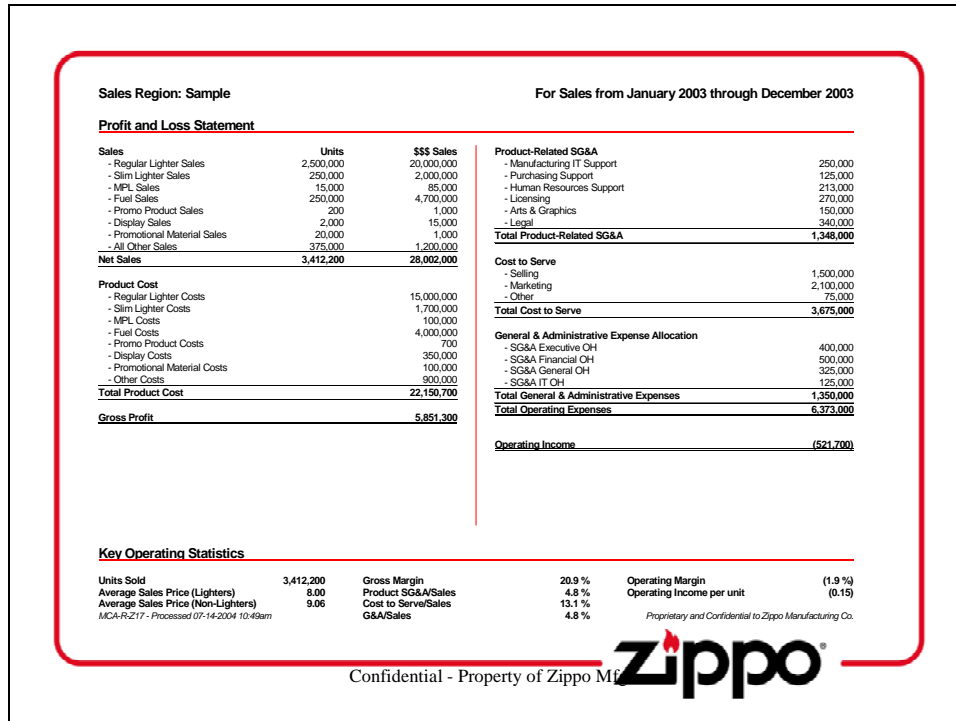 Sales Region: Sample For Sales from January 2003 through December 2003
Profit and Loss Statement
Sales Units $$$ Sales
- Regular Lighter Sales 2,500,000 20,000,000
- Slim Lighter Sales 250,000 2,000,000
- MPL Sales 15,000 85,000
- Fuel Sales 250,000 4,700,000
- Promo Product Sales 200 1,000
- Display Sales 2,000 15,000
- Promotional Material Sales 20,000 1,000
- All Other Sales 375,000 1,200,000
Net Sales 3,412,200 28,002,000
Product Cost
- Regular Lighter Costs 15,000,000
- Slim Lighter Costs 1,700,000
- MPL Costs 100,000
- Fuel Costs 4,000,000
- Promo Product Costs 700
- Display Costs 350,000
- Promotional Material Costs 100,000
- Other Costs 900,000
Total Product Cost 22,150,700
Gross Profit 5,851,300
Product-Related SG&A
- Manufacturing IT Support 250,000
- Purchasing Support 125,000
- Human Resources Support 213,000
- Licensing 270,000
- Arts & Graphics 150,000
- Legal 340,000
Total Product-Related SG&A 1,348,000
Cost to Serve
- Selling 1,500,000
- Marketing 2,100,000
- Other 75,000
Total Cost to Serve 3,675,000
General & Administrative Expense Allocation
- SG&A Executive OH 400,000
- SG&A Financial OH 500,000
- SG&A General OH 325,000
- SG&A IT OH 125,000
Total General & Administrative Expenses 1,350,000
Total Operating Expenses 6,373,000
Operating Income (521,700)
Key Operating Statistics
Units Sold 3,412,200 Gross Margin 20.9 % Operating Margin (1.9 %)
Average Sales Price (Lighters) 8.00 Product SG&A/Sales 4.8 % Operating Income per unit (0.15)
Average Sales Price (Non-Lighters) 9.06 Cost to Serve/Sales 13.1 %
MCA-R-Z17 - Processed 07-14-2004 10:49am G&A/Sales 4.8 % Proprietary and Confidential to Zippo Manufacturing Co.
Confidential - Property of Zippo Mf
zippo®